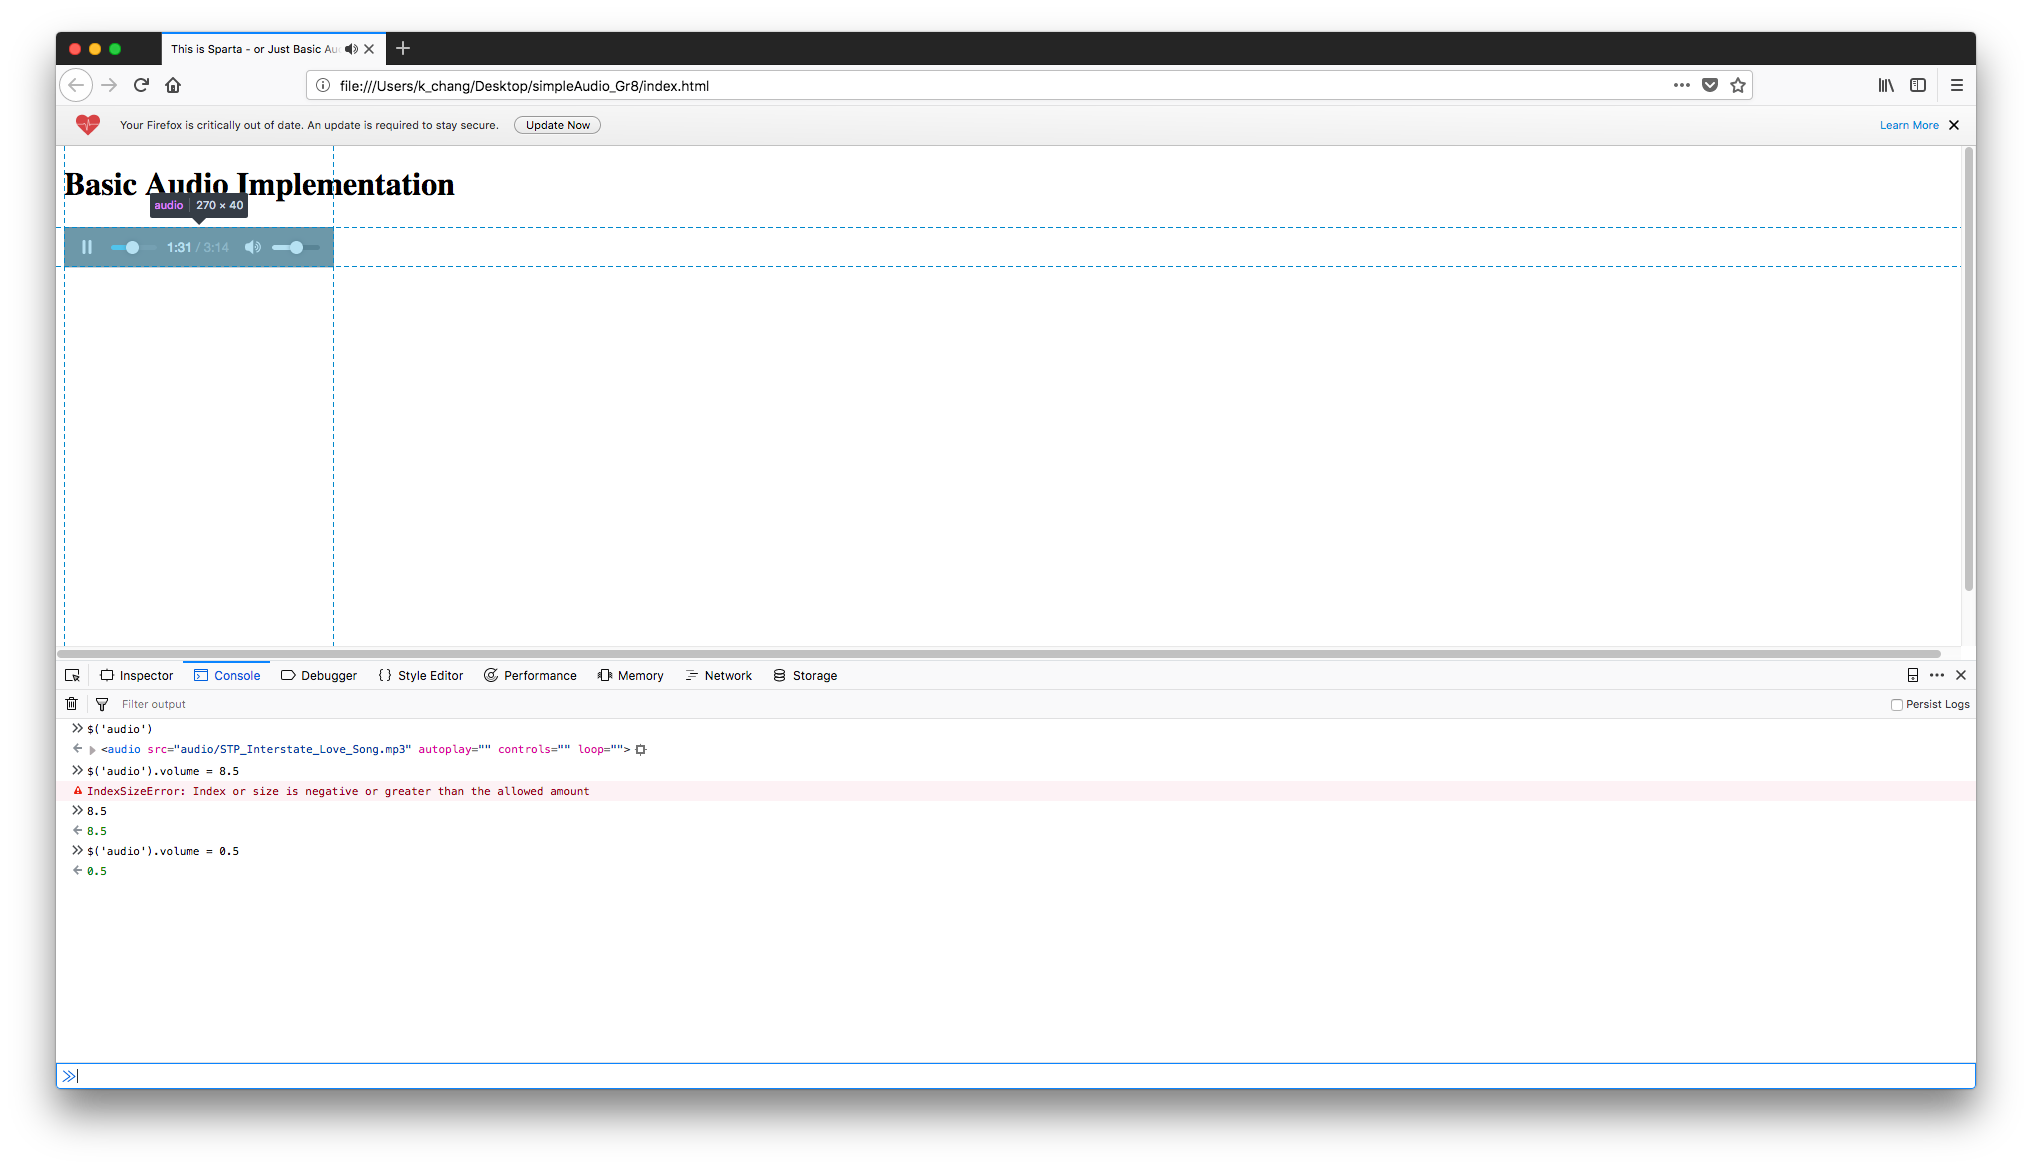 This is Sparta - or Just Basic Au
file:///Users/k_chang/Desktop/simpleAudio_Gr8/index.html
Your Firefox is critically out of date. An update is required to stay secure. Update Now Learn More
Basic Audio Implementation
audio 270 × 40
1:31 / 3:14
Inspector Console Debugger Style Editor Performance Memory Network Storage
Filter output Persist Logs
$('audio')
<audio src="audio/STP_Interstate_Love_Song.mp3" autoplay="" controls="" loop="">
$('audio').volume = 8.5
IndexSizeError: Index or size is negative or greater than the allowed amount
8.5
8.5
$('audio').volume = 0.5
0.5